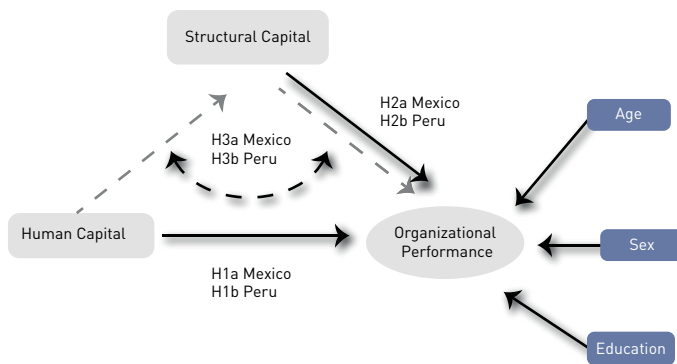 Structural Capital
H2a Mexico
H2b Peru
Age
H3a Mexico
H3b Peru
Human Capital
Organizational
Performance
Sex
H1a Mexico
H1b Peru
Education